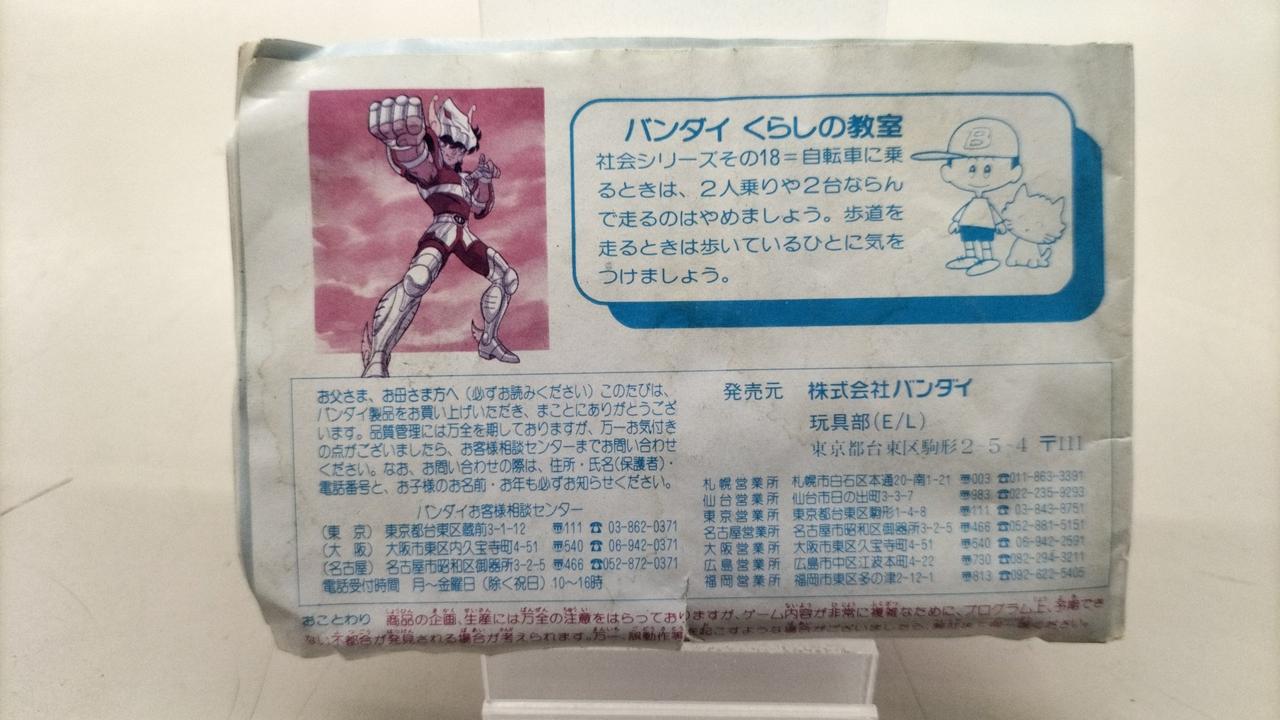 バンダイ くらしの教室
社会シリーズその18=自転車に乗
るときは、2人乗りや2台ならん
で走るのはやめましょう。歩道を
走るときは歩いているひとに気を
つけましょう。
B
お父さま、お母さま方へ(必ずお読みください)このたびは、
バンダイ製品をお買い上げいただき、まことにありがとうござ
います。品質管理には万全を期しておりますが、万一お気付き
の点がございましたら、お客様相談センターまでお問い合わせ
ください。なお、お問い合わせの際は、住所・氏名(保護者)・
電話番号と、お子様のお名前・お年も必ずお知らせください。
バンダイお客様相談センター
(東 京) 東京都台東区蔵前3-1-12 〠111 ☎ 03-862-0371
(大 阪) 大阪市東区内久宝寺町4-51 〠540 ☎ 06-942-0371
(名古屋) 名古屋市昭和区御器所3-2-5 〠466 ☎052-872-0371
電話受付時間 月~金曜日(除く祝日)10~16時
発売元 株式会社バンダイ
玩具部(E/L)
東京都台東区駒形2-5-4 〒111
札幌営業所 札幌市白石区本通20-南1-21 〠003 ☎011-863-3391
仙台営業所 仙台市日の出町3-3-7 〠983 ☎022-235-9293
東京営業所 東京都台東区駒形1-4-8 〠111 ☎ 03-843-8751
名古屋営業所 名古屋市昭和区御器所3-2-5 〠466 ☎052-881-5151
大阪営業所 大阪市東区久宝寺町4-51 〠540 ☎ 06-942-2591
広島営業所 広島市中区江波本町4-22 〠730 ☎082-294-3211
福岡営業所 福岡市東区多の津2-12-1 〠813 ☎092-622-5405
おことわり 商品の企画、生産には万全の注意をはらっておりますが、ゲーム内容が非常に複雑なために、プログラム上、予期でき
ない不都合が発見される場合が考えられます。万一、誤動作等